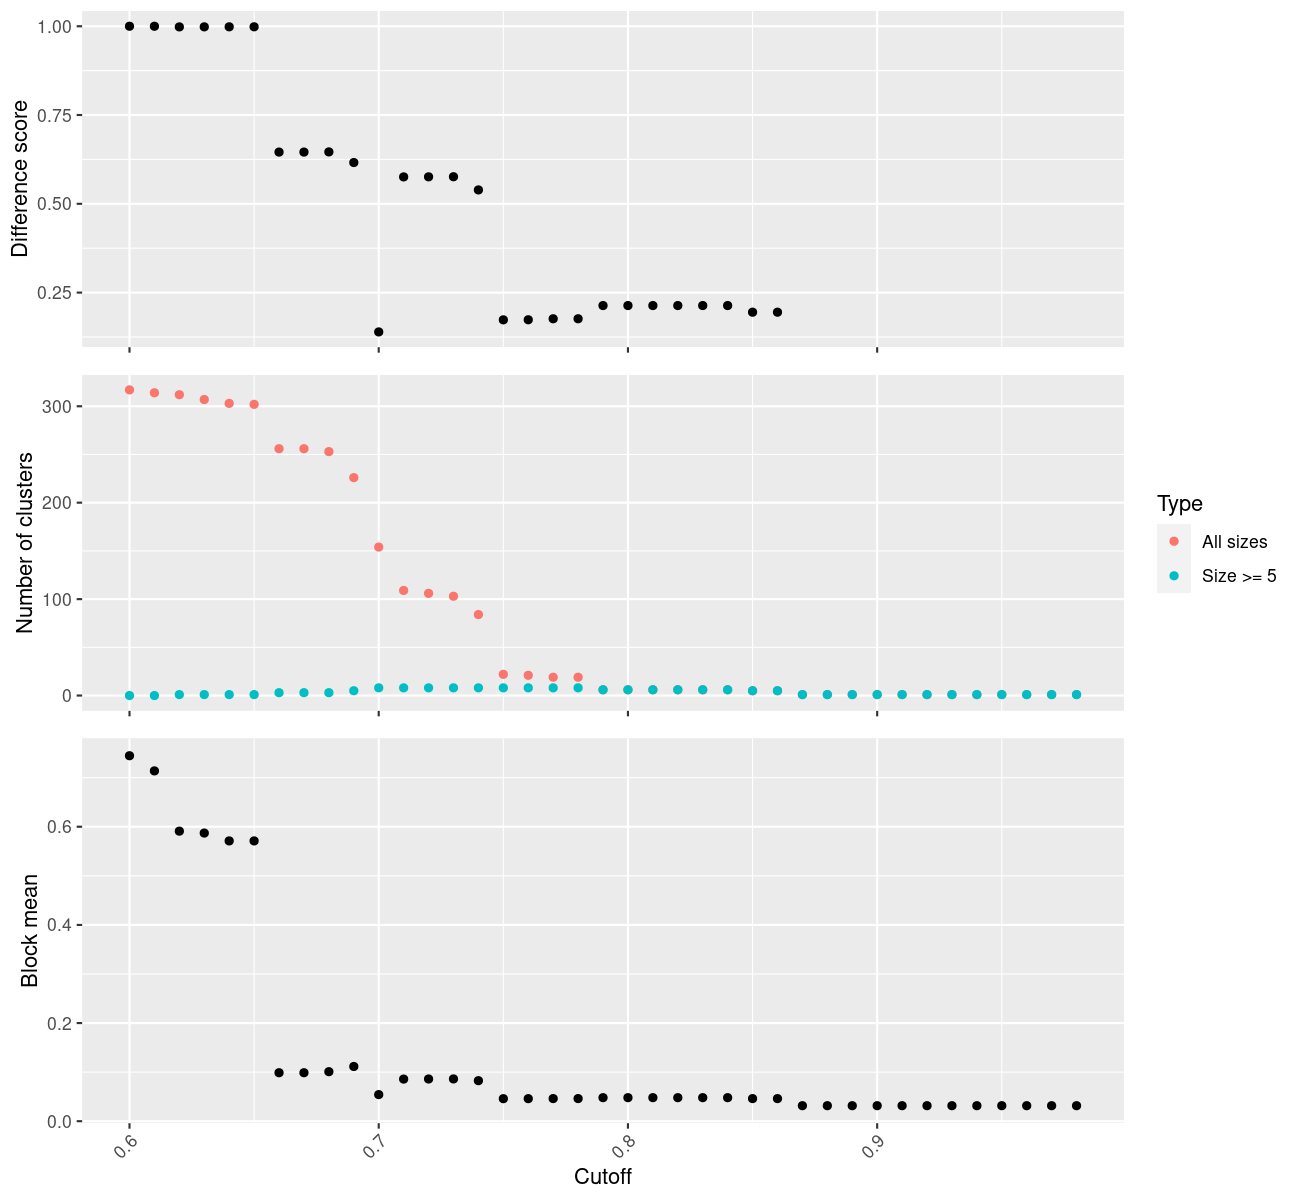 Difference score
1.00
0.75
0.50
0.25
Number of clusters
300
200
100
0
Type
All sizes
Size >= 5
Block mean
0.6
0.4
0.2
0.0
0.6 0.7 0.8 0.9
Cutoff